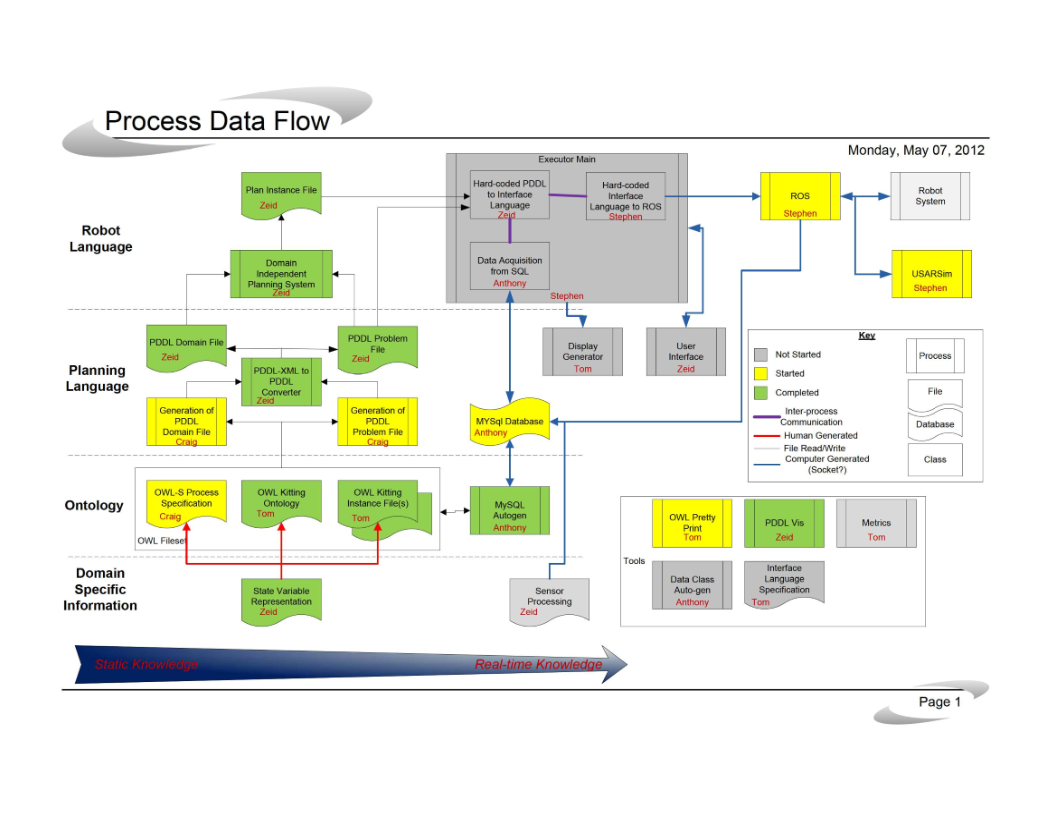 Process Data Flow
Monday, May 07, 2012
Robot
Language
Plan Instance File
Zeid
Domain
Independent
Planning System
Zeid
Executor Main
Hard-coded PDDL
to Interface
Language
Zeid
Hard-coded
Interface
Language to ROS
Stephen
Data Acquisition
from SQL
Anthony
Stephen
ROS
Stephen
Robot
System
USARSim
Stephen
Planning
Language
PDDL Domain File
Zeid
PDDL Problem
File
Zeid
PDDL-XML to
PDDL
Converter
Zeid
Generation of
PDDL
Domain File
Craig
Generation of
PDDL
Problem File
Craig
Display
Generator
Tom
User
Interface
Zeid
MYSql Database
Anthony
Key
Not Started
Started
Completed
Inter-process
Communication
Human Generated
File Read/Write
Computer Generated
(Socket?)
Process
File
Database
Class
Ontology
OWL-S Process
Specification
Craig
OWL Kitting
Ontology
Tom
OWL Kitting
Instance File(s)
Tom
OWL Fileset
MySQL
Autogen
Anthony
Tools
OWL Pretty
Print
Tom
PDDL Vis
Zeid
Metrics
Tom
Data Class
Auto-gen
Anthony
Interface
Language
Specification
Tom
Domain
Specific
Information
State Variable
Representation
Zeid
Sensor
Processing
Zeid
Static Knowledge
Real-time Knowledge
Page 1